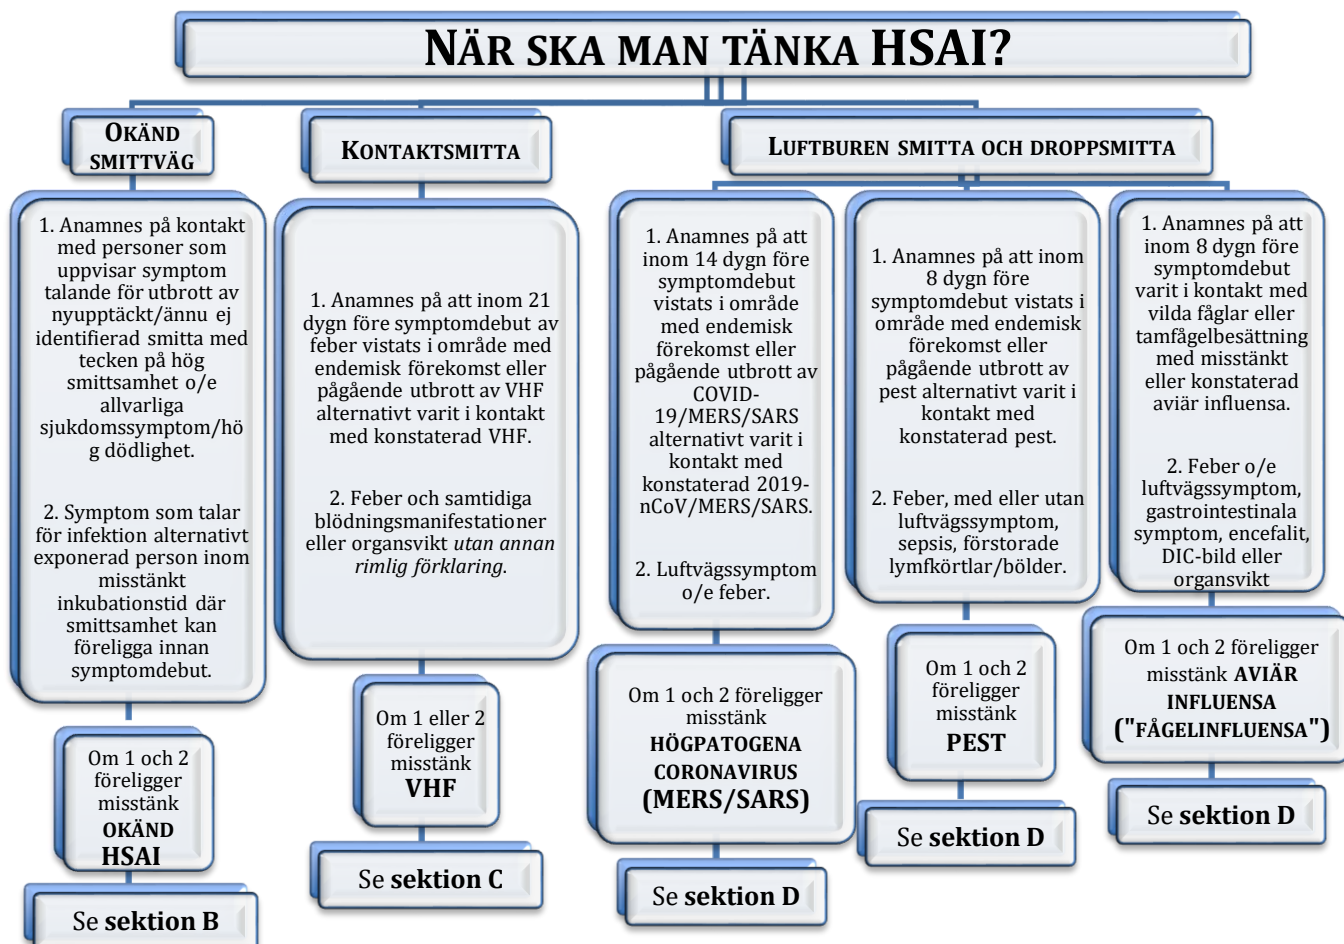 NÄR SKA MAN TÄNKA HSAI?
OKÄND
SMITTVÄG
1. Anamnes på kontakt
med personer som
uppvisar symptom
talande för utbrott av
nyupptäckt/ännu ej
identifierad smitta med
tecken på hög
smittsamhet o/e
allvarliga
sjukdomssymptom/hö
g dödlighet.
2. Symptom som talar
för infektion alternativt
exponerad person inom
misstänkt
inkubationstid där
smittsamhet kan
föreligga innan
symptomdebut.
Om 1 och 2
föreligger
misstänk
OKÄND
HSAI
Se sektion B
KONTAKTSMITTA
1. Anamnes på att inom 21
dygn före symptomdebut av
feber vistats i område med
endemisk förekomst eller
pågående utbrott av VHF
alternativt varit i kontakt
med konstaterad VHF.
2. Feber och samtidiga
blödningsmanifestationer
eller organsvikt utan annan
rimlig förklaring.
Om 1 eller 2
föreligger
misstänk
VHF
Se sektion C
LUFTBUREN SMITTA OCH DROPPSMITTA
1. Anamnes på att
inom 14 dygn före
symptomdebut
vistats i område
med endemisk
förekomst eller
pågående utbrott av
COVID-
19/MERS/SARS
alternativt varit i
kontakt med
konstaterad 2019-
nCoV/MERS/SARS.
2. Luftvägssymptom
o/e feber.
Om 1 och 2 föreligger
misstänk
HÖGPATOGENA
CORONAVIRUS
(MERS/SARS)
Se sektion D
1. Anamnes på att inom
8 dygn före
symptomdebut vistats i
område med endemisk
förekomst eller
pågående utbrott av
pest alternativt varit i
kontakt med
konstaterad pest.
2. Feber, med eller utan
luftvägssymptom,
sepsis, förstorade
lymfkörtlar/bölder.
Om 1 och 2
föreligger
misstänk
PEST
Se sektion D
1. Anamnes på att
inom 8 dygn före
symptomdebut
varit i kontakt med
vilda fåglar eller
tamfågelbesättning
med misstänkt
eller konstaterad
aviär influensa.
2. Feber o/e
luftvägssymptom,
gastrointestinala
symptom, encefalit,
DIC-bild eller
organsvikt
Om 1 och 2 föreligger
misstänk AVIÄR
INFLUENSA
("FÅGELINFLUENSA")
Se sektion D